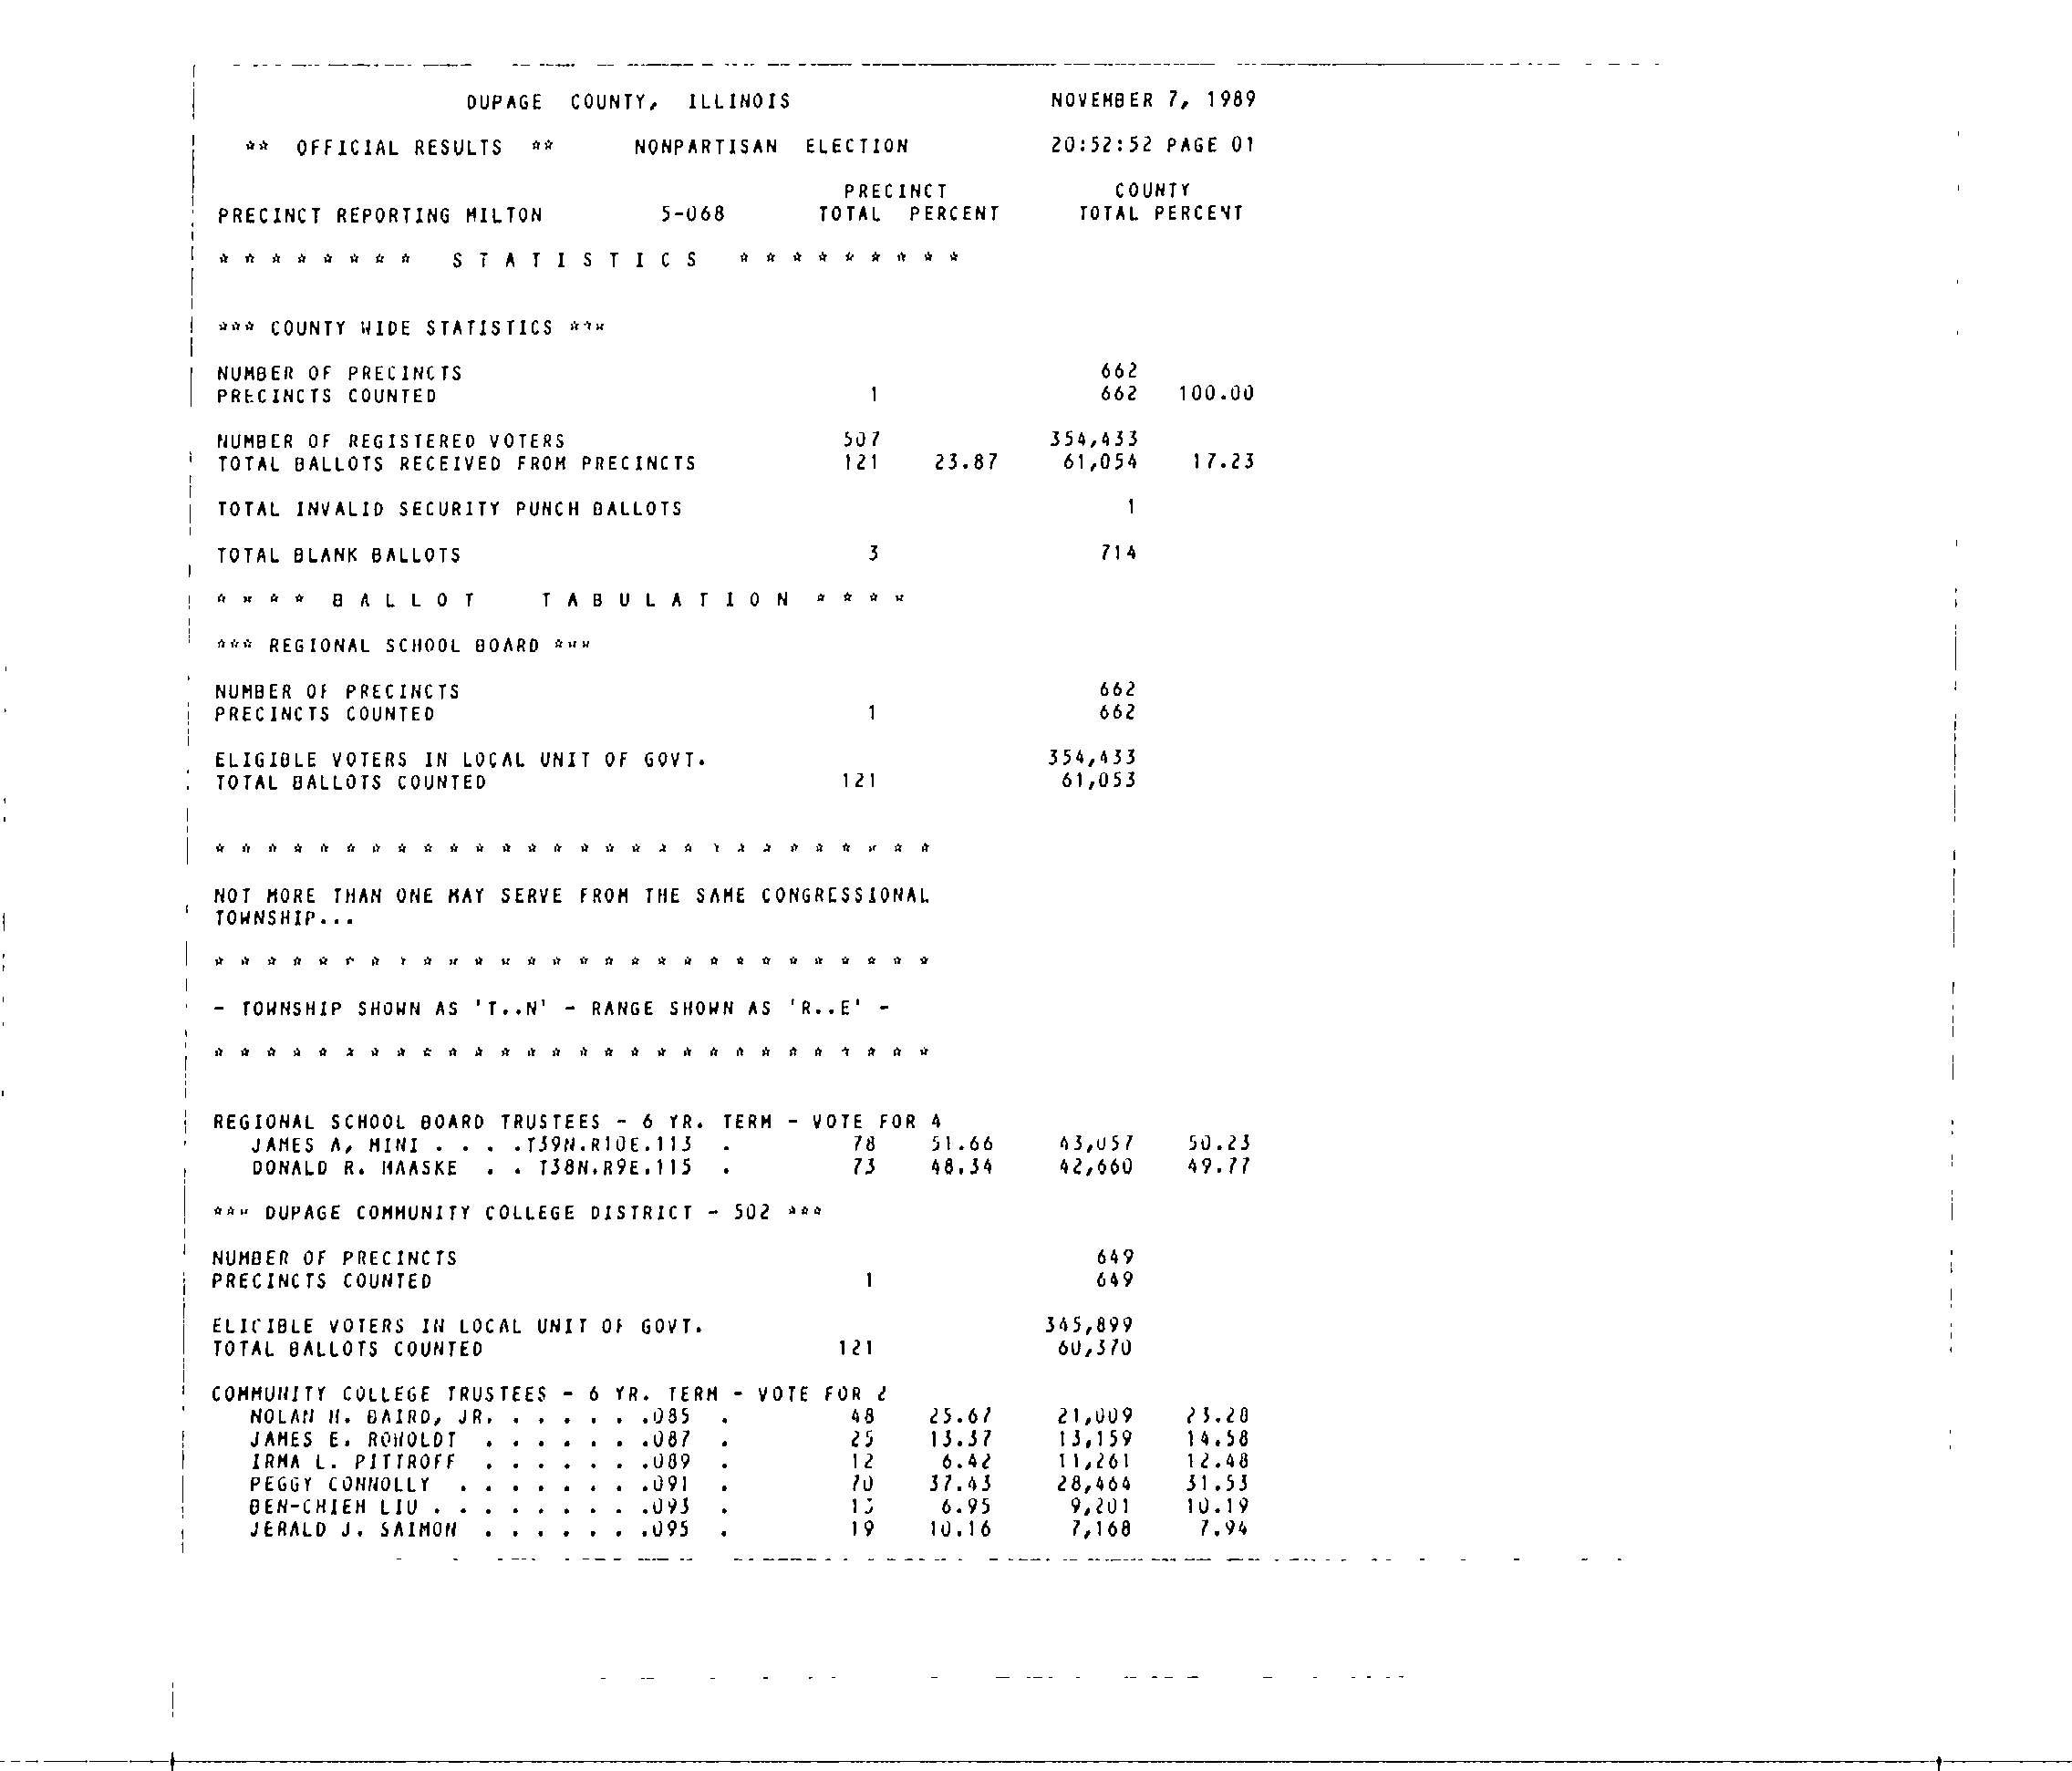 DUPAGE COUNTY, ILLINOIS NOVEMBER 7, 1989
** OFFICIAL RESULTS ** NONPARTISAN ELECTION 20:52:52 PAGE 01
PRECINCT COUNTY
PRECINCT REPORTING MILTON 5-068 TOTAL PERCENT TOTAL PERCENT
* * * * * * * * S T A T I S T I C S * * * * * * * * *
*** COUNTY WIDE STATISTICS ***
NUMBER OF PRECINCTS 662
PRECINCTS COUNTED 1 662 100.00
NUMBER OF REGISTERED VOTERS 507 354,433
TOTAL BALLOTS RECEIVED FROM PRECINCTS 121 23.87 61,054 17.23
TOTAL INVALID SECURITY PUNCH BALLOTS 1
TOTAL BLANK BALLOTS 3 714
* * * * B A L L O T T A B U L A T I O N * * * *
*** REGIONAL SCHOOL BOARD ***
NUMBER OF PRECINCTS 662
PRECINCTS COUNTED 1 662
ELIGIBLE VOTERS IN LOCAL UNIT OF GOVT. 354,433
TOTAL BALLOTS COUNTED 121 61,053
* * * * * * * * * * * * * * * * * * * * * * * * * * * *
NOT MORE THAN ONE MAY SERVE FROM THE SAME CONGRESSIONAL
TOWNSHIP...
* * * * * * * * * * * * * * * * * * * * * * * * * * * *
- TOWNSHIP SHOWN AS 'T..N' - RANGE SHOWN AS 'R..E' -
* * * * * * * * * * * * * * * * * * * * * * * * * * * *
REGIONAL SCHOOL BOARD TRUSTEES - 6 YR. TERM - VOTE FOR 4
JAMES A. MINI . . . .T39N.R10E.113 . 78 51.66 43,057 50.23
DONALD R. MAASKE . . T38N.R9E.115 . 73 48.34 42,660 49.77
*** DUPAGE COMMUNITY COLLEGE DISTRICT - 502 ***
NUMBER OF PRECINCTS 649
PRECINCTS COUNTED 1 649
ELIGIBLE VOTERS IN LOCAL UNIT OF GOVT. 345,899
TOTAL BALLOTS COUNTED 121 60,370
COMMUNITY COLLEGE TRUSTEES - 6 YR. TERM - VOTE FOR 2
NOLAN H. BAIRD, JR. . . . . . .085 . 48 25.67 21,009 23.28
JAMES E. ROHOLDT . . . . . . .087 . 25 13.37 13,159 14.58
IRMA L. PITTROFF . . . . . . .089 . 12 6.42 11,261 12.48
PEGGY CONNOLLY . . . . . . . .091 . 70 37.43 28,464 31.53
BEN-CHIEH LIU . . . . . . . . .093 . 13 6.95 9,201 10.19
JERALD J. SAIMON . . . . . . .095 . 19 10.16 7,168 7.94